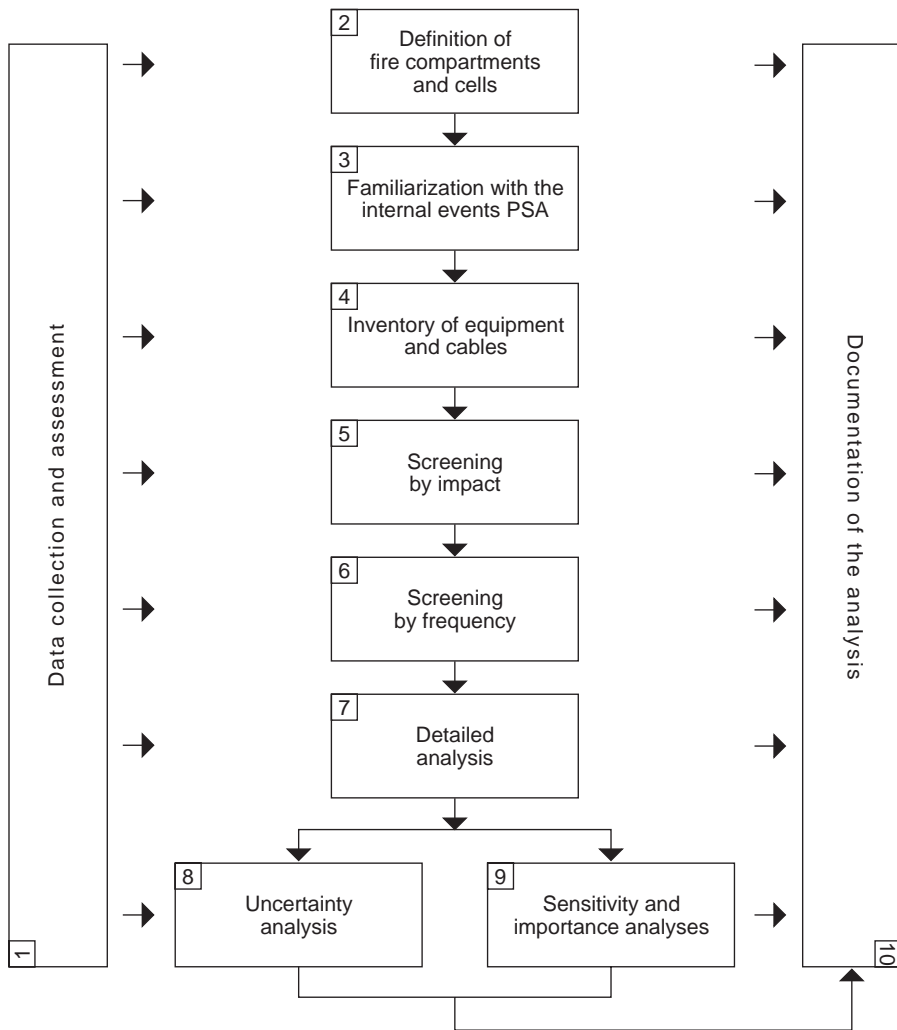 1
Data collection and assessment
2
Definition of
fire compartments
and cells
3
Familiarization with the
internal events PSA
4
Inventory of equipment
and cables
5
Screening
by impact
6
Screening
by frequency
7
Detailed
analysis
8
Uncertainty
analysis
9
Sensitivity and
importance analyses
10
Documentation of the analysis